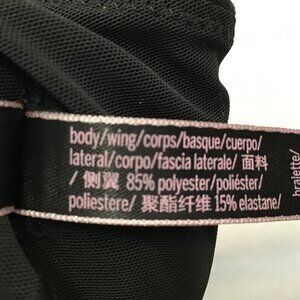 body/wing/corps/basque/cuerpo/
lateral/corpo/fascia laterale/ 面料
/ 侧翼 85% polyester/poliéster/
poliestere/ 聚酯纤维 15% elastane/
bralette/